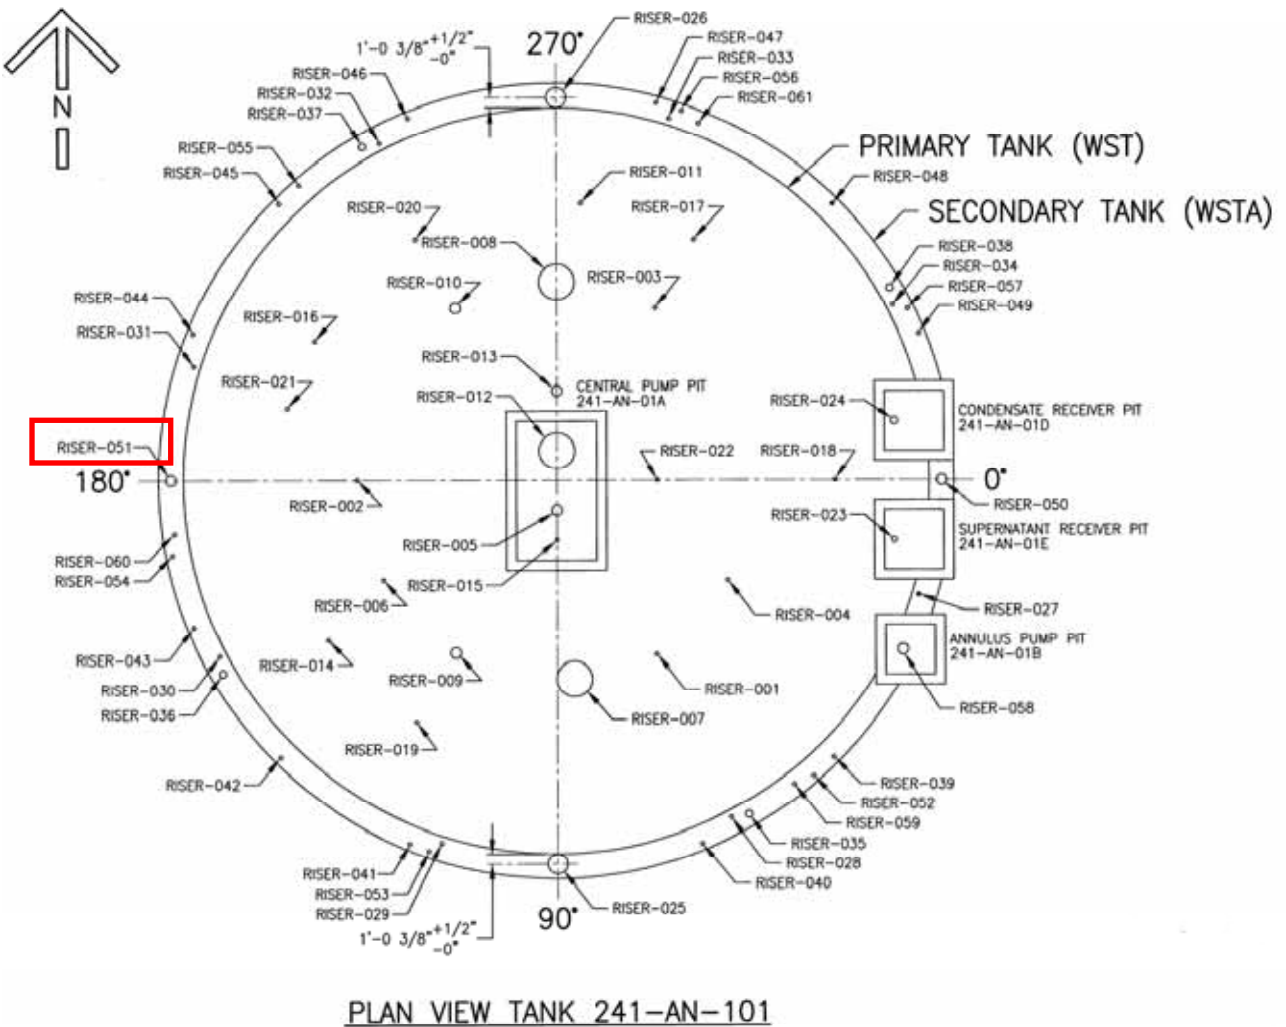 N
270°
1'-0 3/8" +1/2" -0"
RISER-026
RISER-047
RISER-033
RISER-056
RISER-061
RISER-046
RISER-032
RISER-037
RISER-055
RISER-045
PRIMARY TANK (WST)
RISER-048
SECONDARY TANK (WSTA)
RISER-011
RISER-017
RISER-020
RISER-008
RISER-010
RISER-003
RISER-038
RISER-034
RISER-057
RISER-049
RISER-044
RISER-031
RISER-016
RISER-021
RISER-013
RISER-012
CENTRAL PUMP PIT
241-AN-01A
RISER-024
CONDENSATE RECEIVER PIT
241-AN-01D
RISER-051
180°
RISER-022
RISER-018
0°
RISER-050
RISER-002
RISER-023
SUPERNATANT RECEIVER PIT
241-AN-01E
RISER-005
RISER-015
RISER-060
RISER-054
RISER-006
RISER-004
RISER-027
ANNULUS PUMP PIT
241-AN-01B
RISER-043
RISER-014
RISER-009
RISER-001
RISER-030
RISER-036
RISER-007
RISER-058
RISER-019
RISER-042
RISER-039
RISER-052
RISER-059
RISER-035
RISER-028
RISER-040
RISER-041
RISER-053
RISER-029
RISER-025
90°
1'-0 3/8" +1/2" -0"
PLAN VIEW TANK 241-AN-101